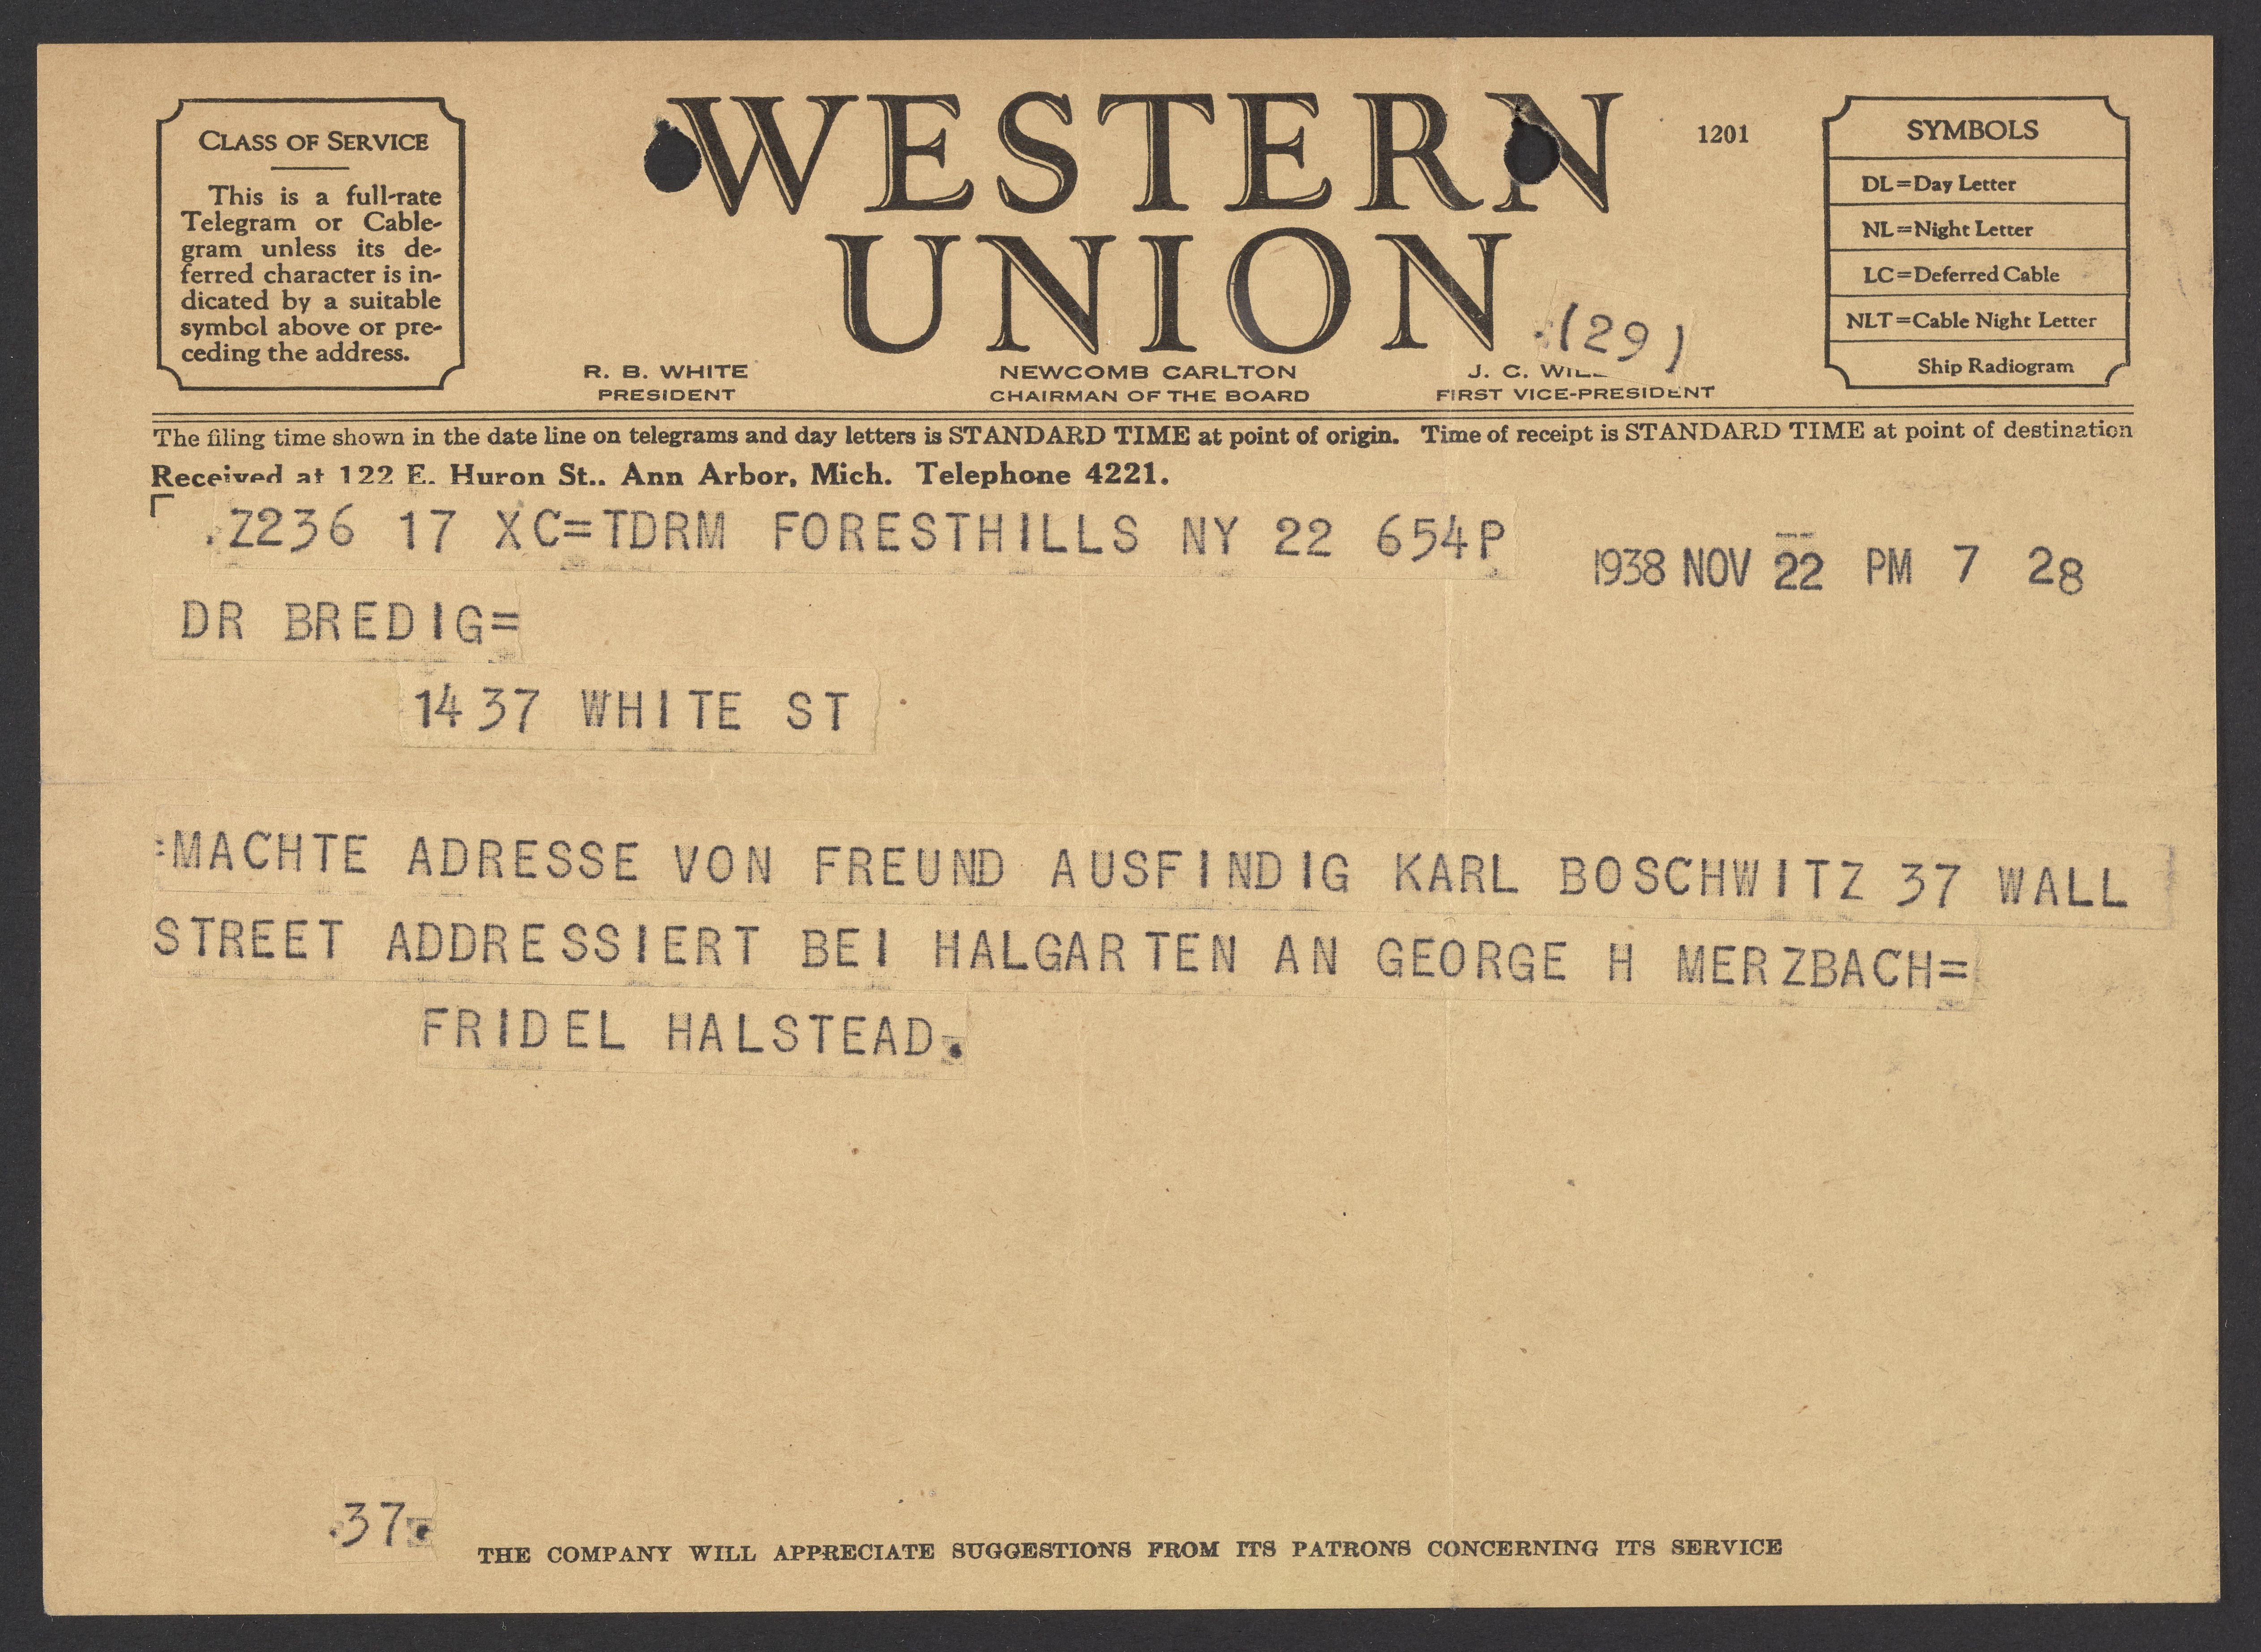 CLASS OF SERVICE
This is a full-rate
Telegram or Cable-
gram unless its de-
ferred character is in-
dicated by a suitable
symbol above or pre-
ceding the address.
WESTERN
UNION
1201
(29)
R. B. WHITE
PRESIDENT
NEWCOMB CARLTON
CHAIRMAN OF THE BOARD
J. C.
FIRST VICE-PRESIDENT
SYMBOLS
DL=Day Letter
NL=Night Letter
LC=Deferred Cable
NLT=Cable Night Letter
Ship Radiogram
The filing time shown in the date line on telegrams and day letters is STANDARD TIME at point of origin. Time of receipt is STANDARD TIME at point of destination
Received at 122 E. Huron St., Ann Arbor, Mich. Telephone 4221.
.Z236 17 XC=TDRM FORESTHILLS NY 22 654P
1938 NOV 22 PM 7 28
DR BREDIG=
1437 WHITE ST
=MACHTE ADRESSE VON FREUND AUSFINDIG KARL BOSCHWITZ 37 WALL
STREET ADDRESSIERT BEI HALGARTEN AN GEORGE H MERZBACH=
FRIDEL HALSTEAD.
.37.
THE COMPANY WILL APPRECIATE SUGGESTIONS FROM ITS PATRONS CONCERNING ITS SERVICE